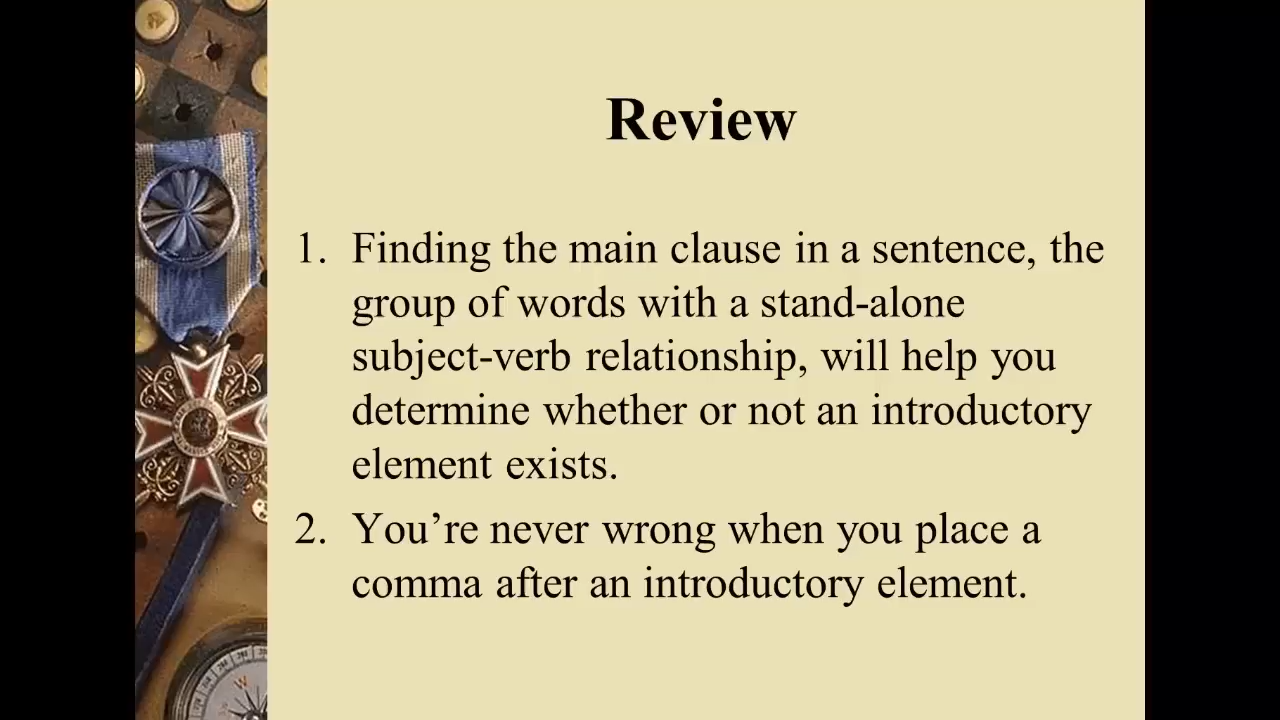 Review
1. Finding the main clause in a sentence, the
group of words with a stand-alone
subject-verb relationship, will help you
determine whether or not an introductory
element exists.
2. You’re never wrong when you place a
comma after an introductory element.